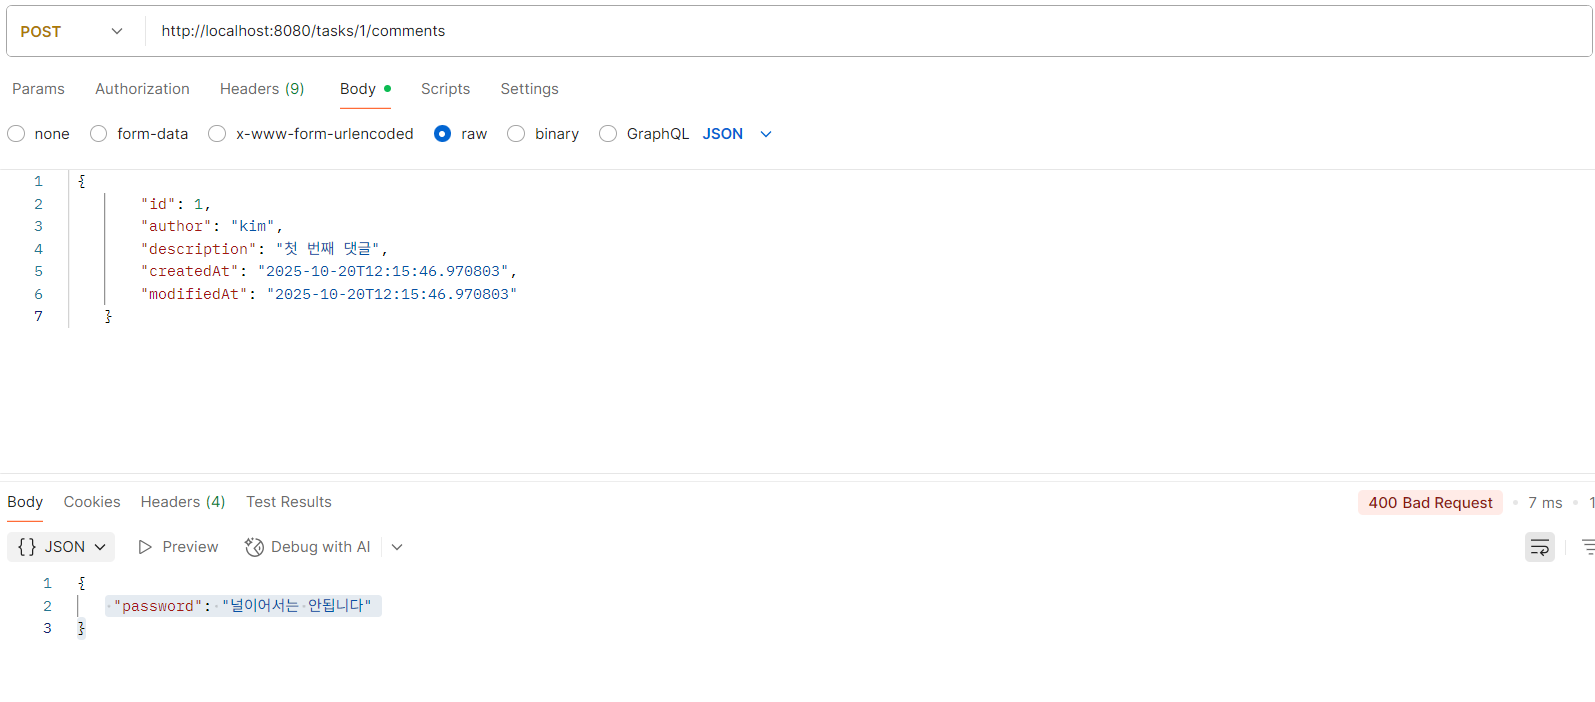 POST http://localhost:8080/tasks/1/comments
Params Authorization Headers (9) Body Scripts Settings
none form-data x-www-form-urlencoded raw binary GraphQL JSON
1 {
2 "id": 1,
3 "author": "kim",
4 "description": "첫 번째 댓글",
5 "createdAt": "2025-10-20T12:15:46.970803",
6 "modifiedAt": "2025-10-20T12:15:46.970803"
7 }
Body Cookies Headers (4) Test Results 400 Bad Request 7 ms 1
{} JSON Preview Debug with AI
1 {
2 "password": "널이어서는 안됩니다"
3 }